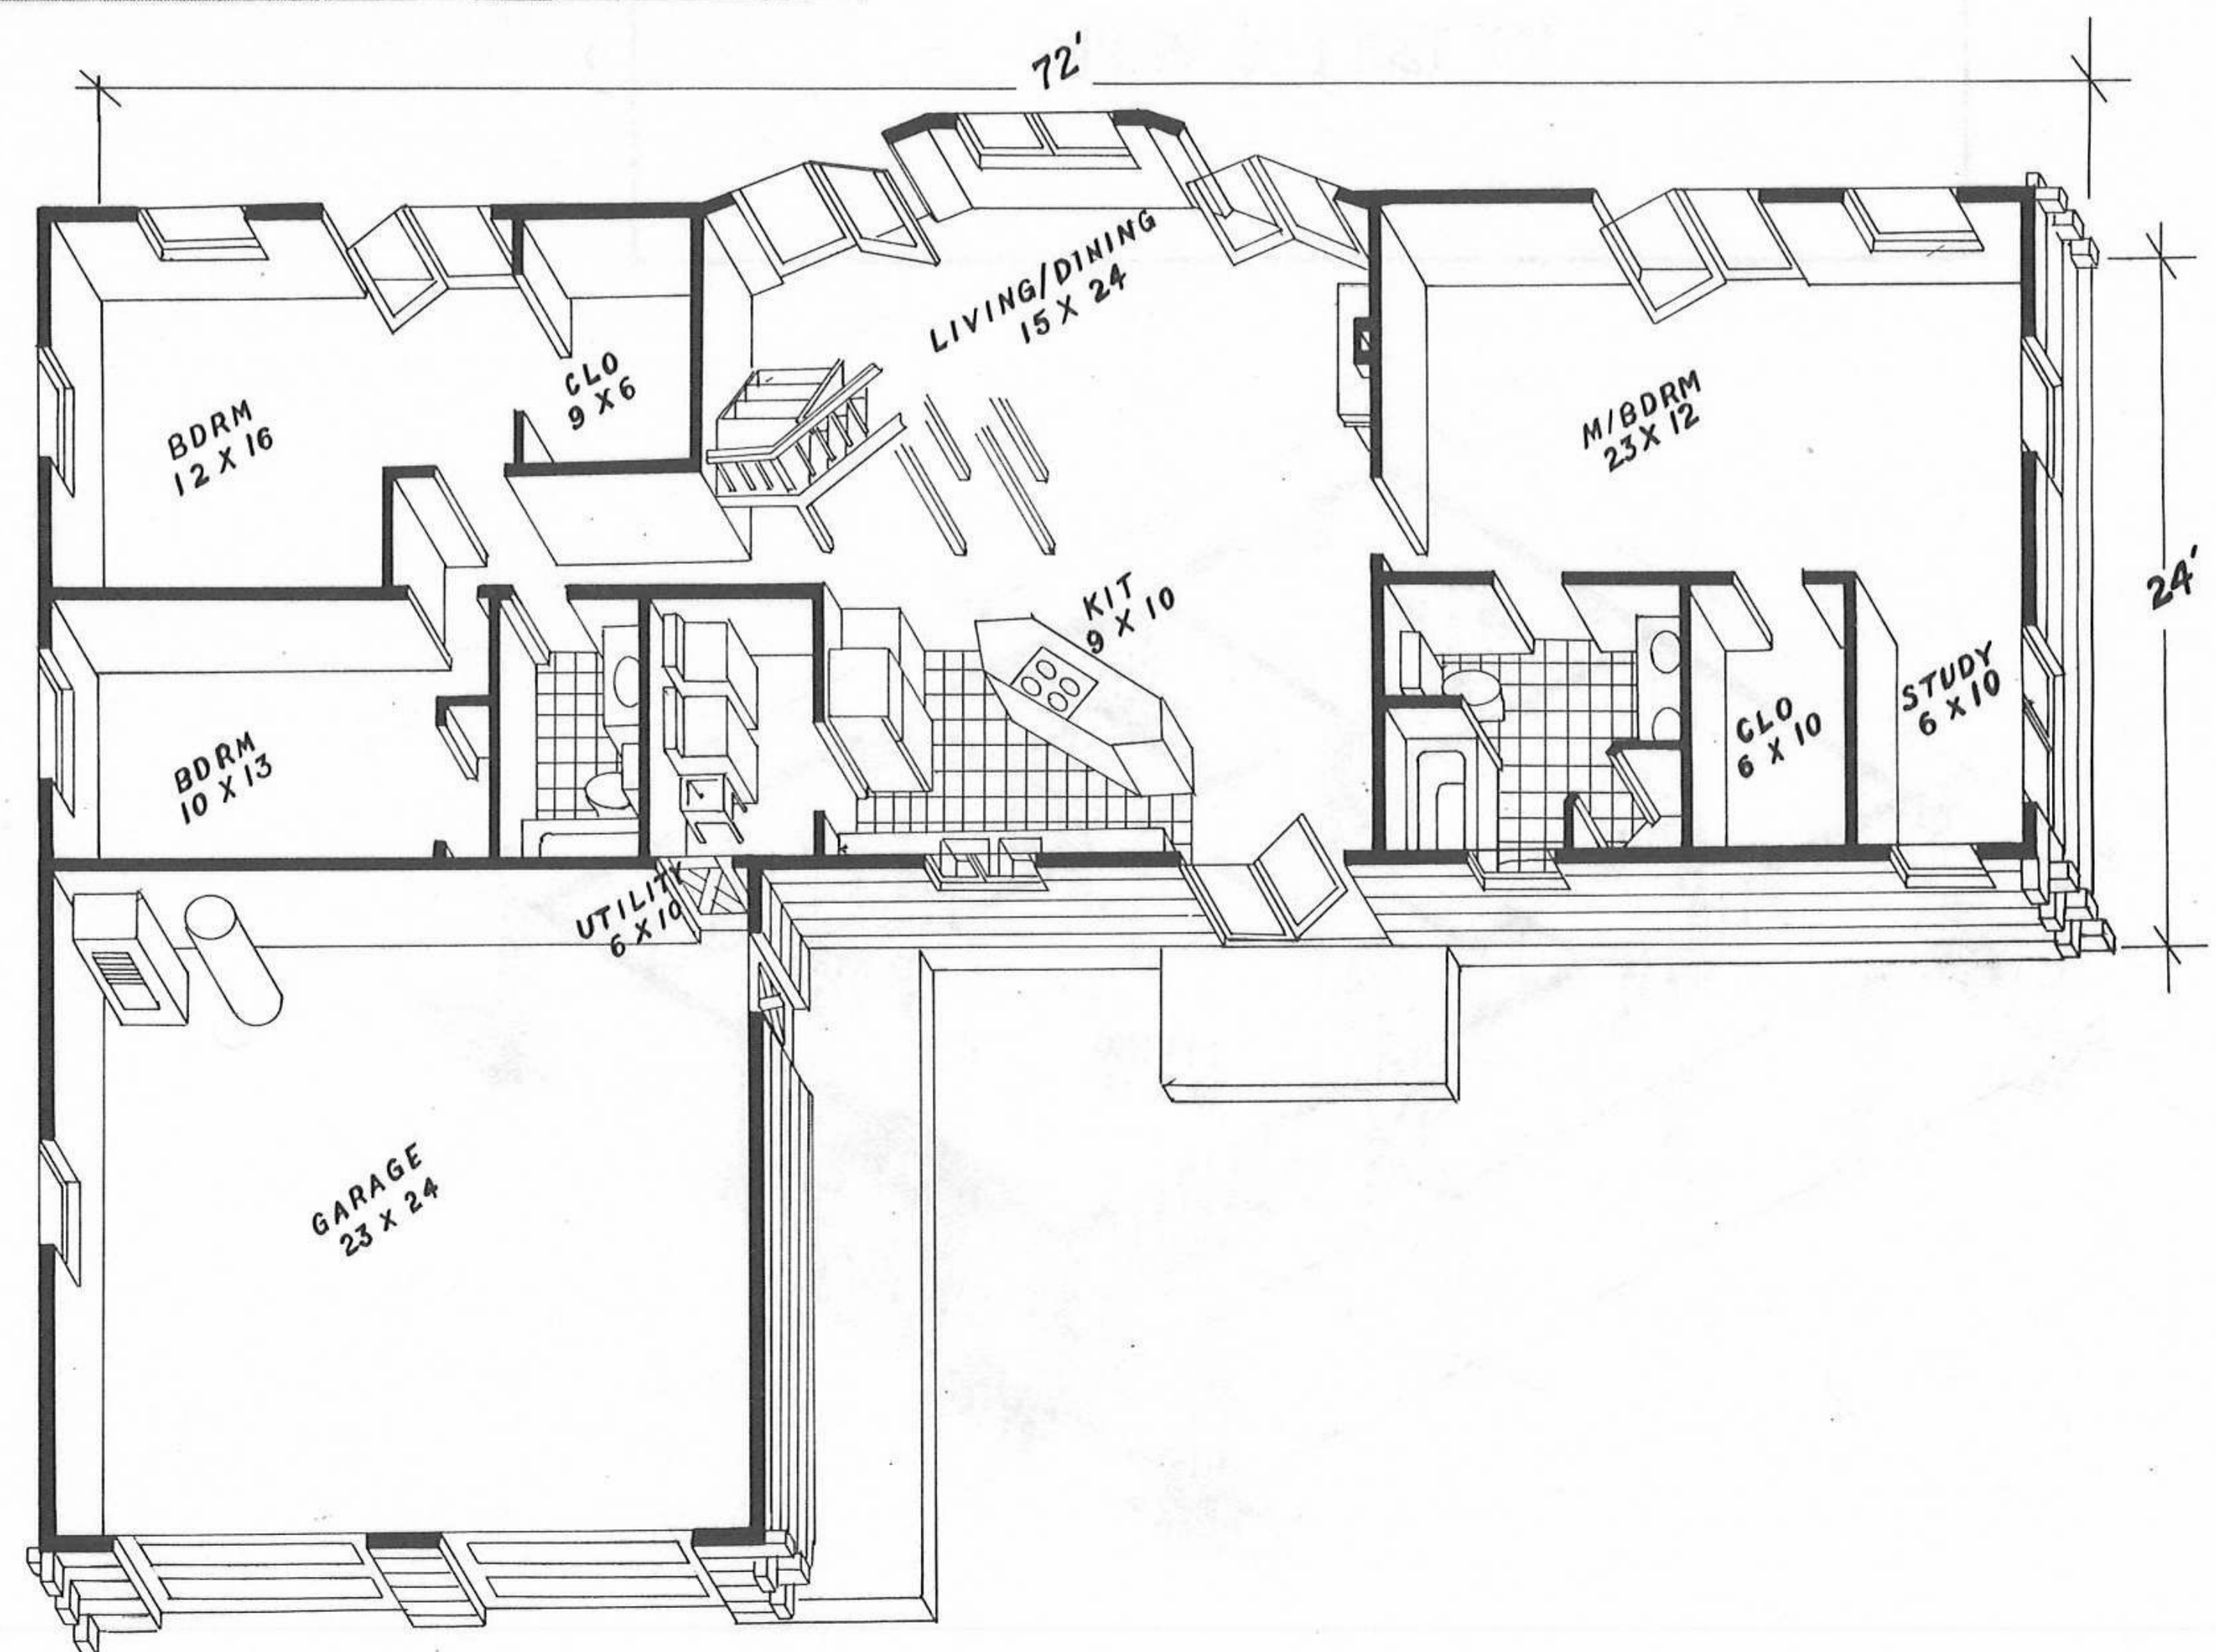 72'
LIVING/DINING
15 X 24
CLO
9 X 6
BDRM
12 X 16
M/BDRM
23 X 12
24'
KIT
9 X 10
STUDY
6 X 10
CLO
6 X 10
BDRM
10 X 13
UTILITY
6 X 10
GARAGE
23 X 24